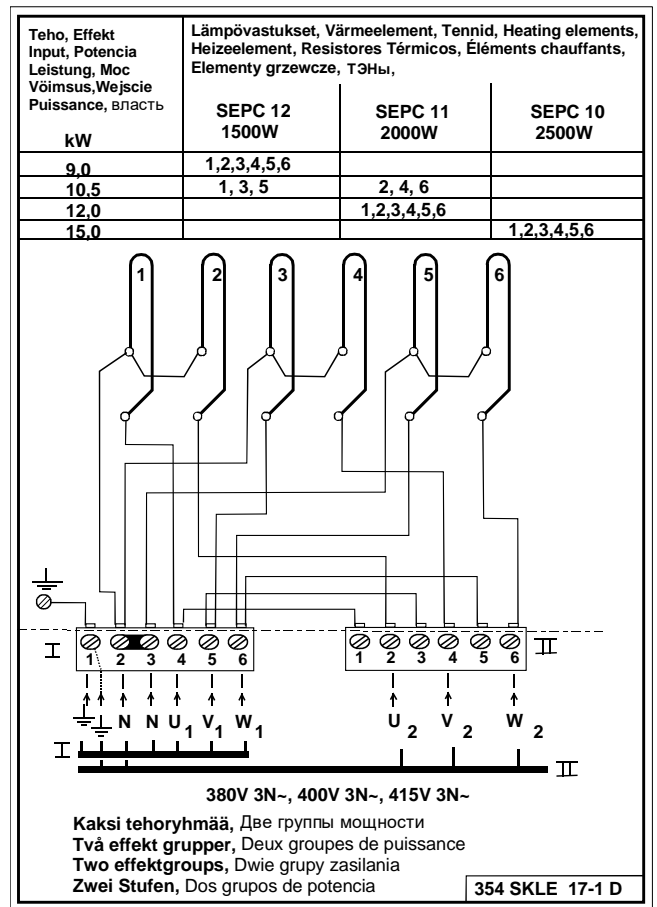 Teho, Effekt
Input, Potencia
Leistung, Moc
Vöimsus,Wejscie
Puissance, власть
kW
Lämpövastukset, Värmeelement, Tennid, Heating elements,
Heizeelement, Resistores Térmicos, Éléments chauffants,
Elementy grzewcze, ТЭНы,
SEPC 12 SEPC 11 SEPC 10
1500W 2000W 2500W
9,0 1,2,3,4,5,6
10,5 1, 3, 5 2, 4, 6
12,0 1,2,3,4,5,6
15,0 1,2,3,4,5,6
1 2 3 4 5 6
I 1 2 3 4 5 6 1 2 3 4 5 6 II
N N U1 V1 W1 U2 V2 W2
I
II
380V 3N~, 400V 3N~, 415V 3N~
Kaksi tehoryhmää, Две группы мощности
Två effekt grupper, Deux groupes de puissance
Two effektgroups, Dwie grupy zasilania
Zwei Stufen, Dos grupos de potencia
354 SKLE 17-1 D